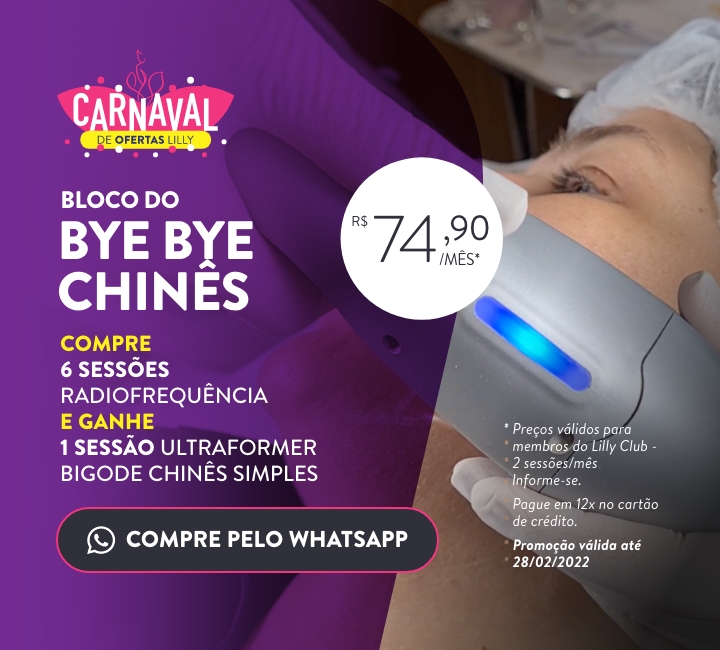 CARNAVAL
DE OFERTAS LILLY
BLOCO DO
BYE BYE
CHINÊS
R$ 74,90
/MÊS*
COMPRE
6 SESSÕES
RADIOFREQUÊNCIA
E GANHE
1 SESSÃO ULTRAFORMER
BIGODE CHINÊS SIMPLES
COMPRE PELO WHATSAPP
* Preços válidos para
* membros do Lilly Club -
* 2 sessões/mês
Informe-se.
Pague em 12x no cartão
de crédito.
* Promoção válida até
* 28/02/2022